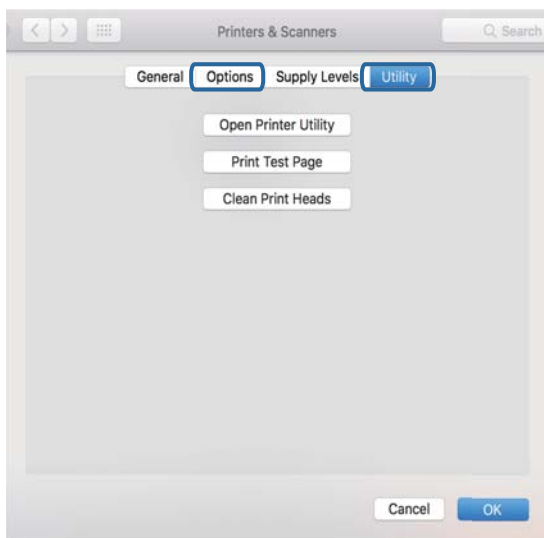 Printers & Scanners Search
General Options Supply Levels Utility
Open Printer Utility
Print Test Page
Clean Print Heads
Cancel OK